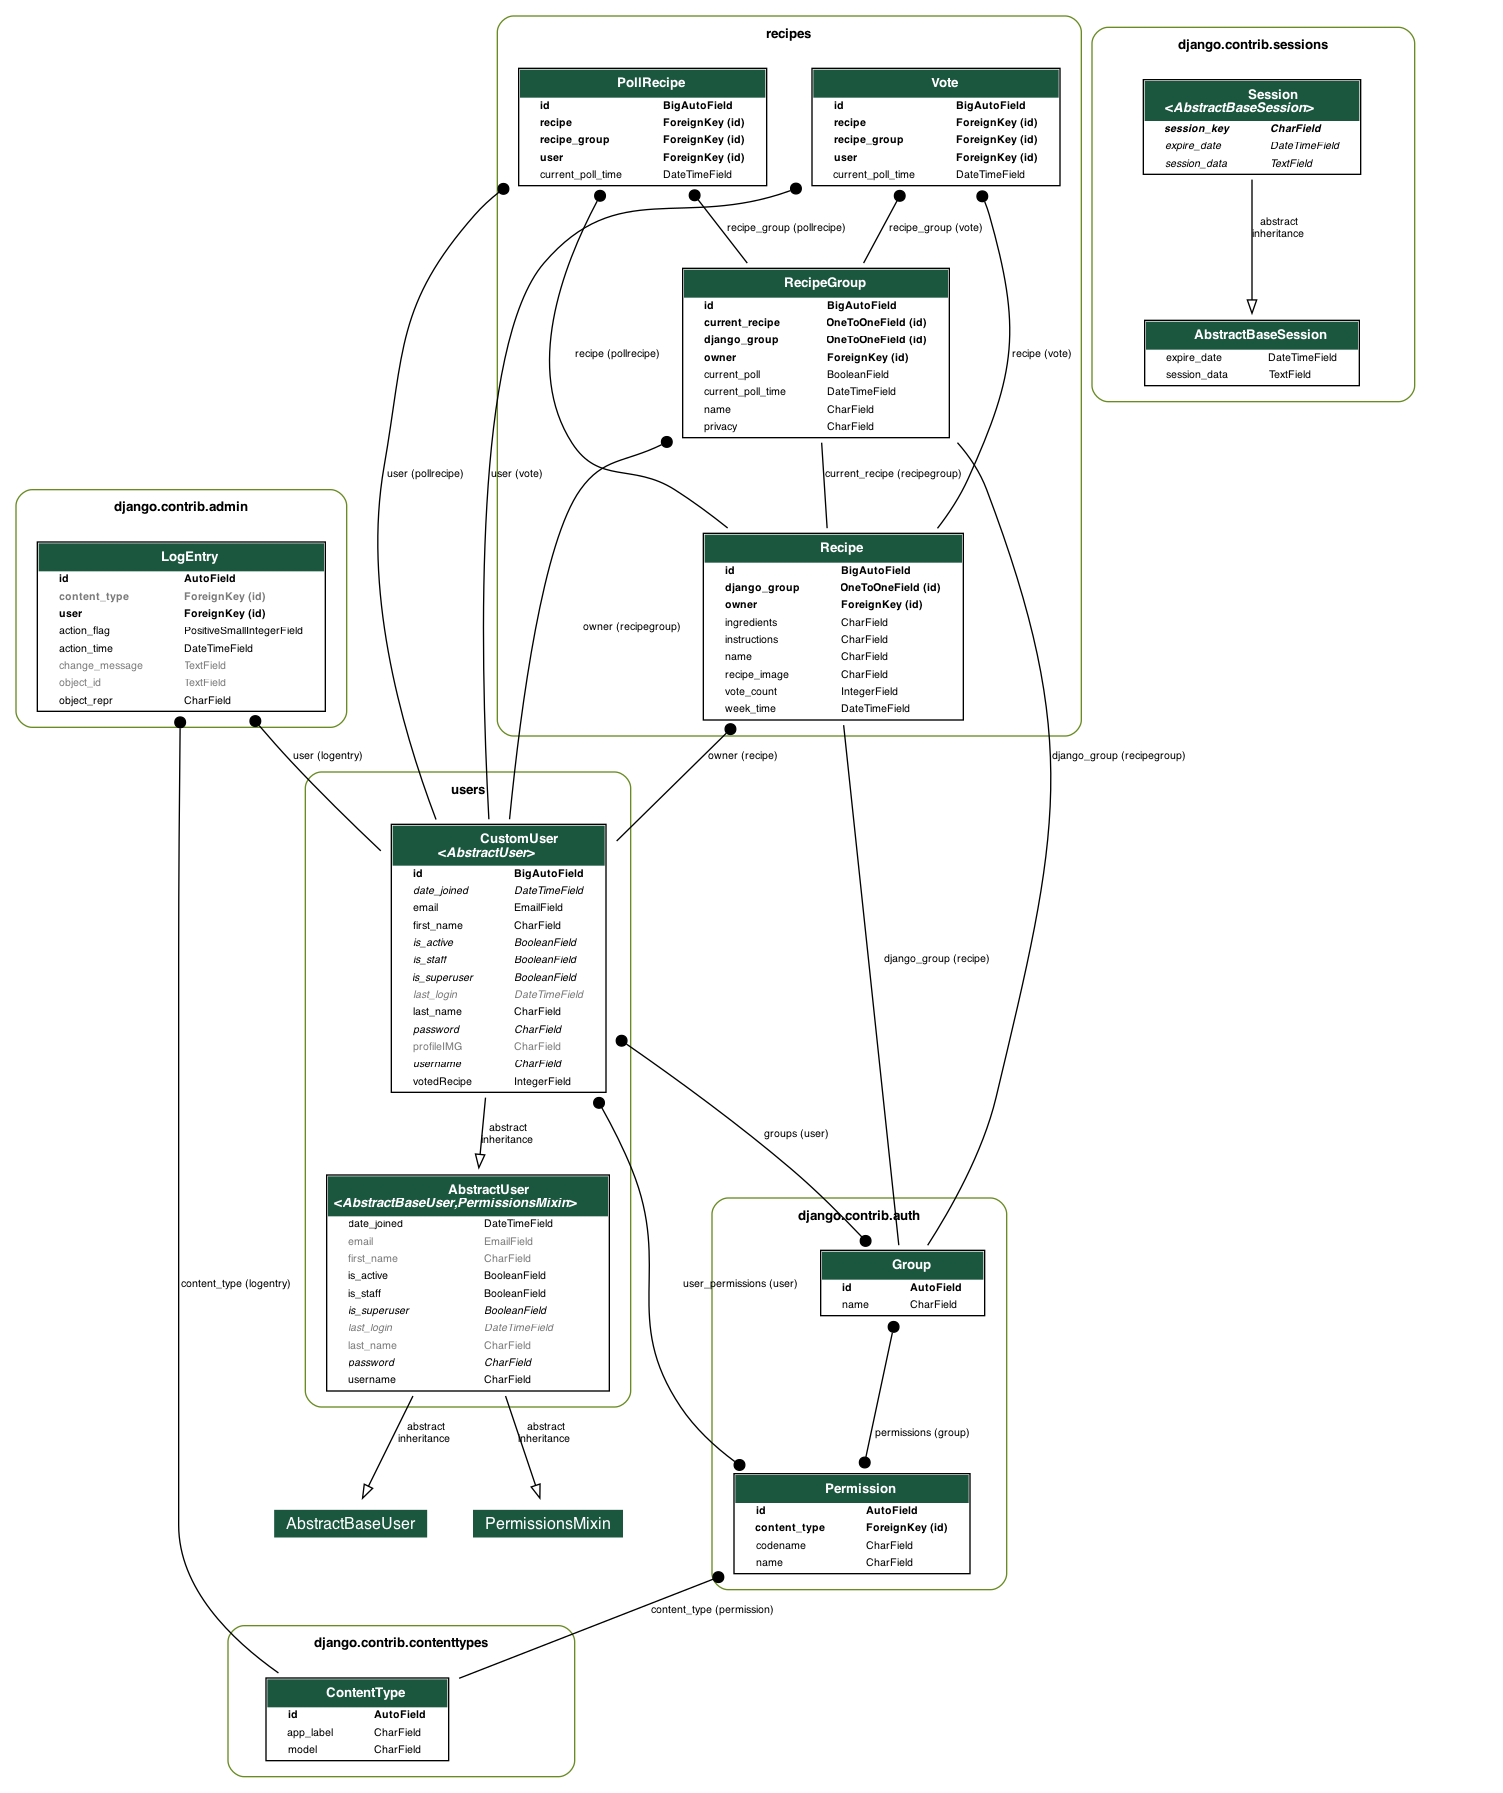 recipes
PollRecipe
id BigAutoField
recipe ForeignKey (id)
recipe_group ForeignKey (id)
user ForeignKey (id)
current_poll_time DateTimeField
Vote
id BigAutoField
recipe ForeignKey (id)
recipe_group ForeignKey (id)
user ForeignKey (id)
current_poll_time DateTimeField
django.contrib.sessions
Session
<AbstractBaseSession>
session_key CharField
expire_date DateTimeField
session_data TextField
abstract
inheritance
AbstractBaseSession
expire_date DateTimeField
session_data TextField
recipe_group (pollrecipe)
recipe_group (vote)
RecipeGroup
id BigAutoField
current_recipe OneToOneField (id)
django_group OneToOneField (id)
owner ForeignKey (id)
current_poll BooleanField
current_poll_time DateTimeField
name CharField
privacy CharField
recipe (pollrecipe)
recipe (vote)
user (pollrecipe)
user (vote)
current_recipe (recipegroup)
django.contrib.admin
LogEntry
id AutoField
content_type ForeignKey (id)
user ForeignKey (id)
action_flag PositiveSmallIntegerField
action_time DateTimeField
change_message TextField
object_id TextField
object_repr CharField
owner (recipegroup)
Recipe
id BigAutoField
django_group OneToOneField (id)
owner ForeignKey (id)
ingredients CharField
instructions CharField
name CharField
recipe_image CharField
vote_count IntegerField
week_time DateTimeField
user (logentry)
owner (recipe)
django_group (recipegroup)
users
CustomUser
<AbstractUser>
id BigAutoField
date_joined DateTimeField
email EmailField
first_name CharField
is_active BooleanField
is_staff BooleanField
is_superuser BooleanField
last_login DateTimeField
last_name CharField
password CharField
profileIMG CharField
username CharField
votedRecipe IntegerField
django_group (recipe)
abstract
inheritance
groups (user)
AbstractUser
<AbstractBaseUser,PermissionsMixin>
date_joined DateTimeField
email EmailField
first_name CharField
is_active BooleanField
is_staff BooleanField
is_superuser BooleanField
last_login DateTimeField
last_name CharField
password CharField
username CharField
django.contrib.auth
Group
id AutoField
name CharField
content_type (logentry)
user_permissions (user)
abstract
inheritance
abstract
inheritance
permissions (group)
AbstractBaseUser
PermissionsMixin
Permission
id AutoField
content_type ForeignKey (id)
codename CharField
name CharField
content_type (permission)
django.contrib.contenttypes
ContentType
id AutoField
app_label CharField
model CharField